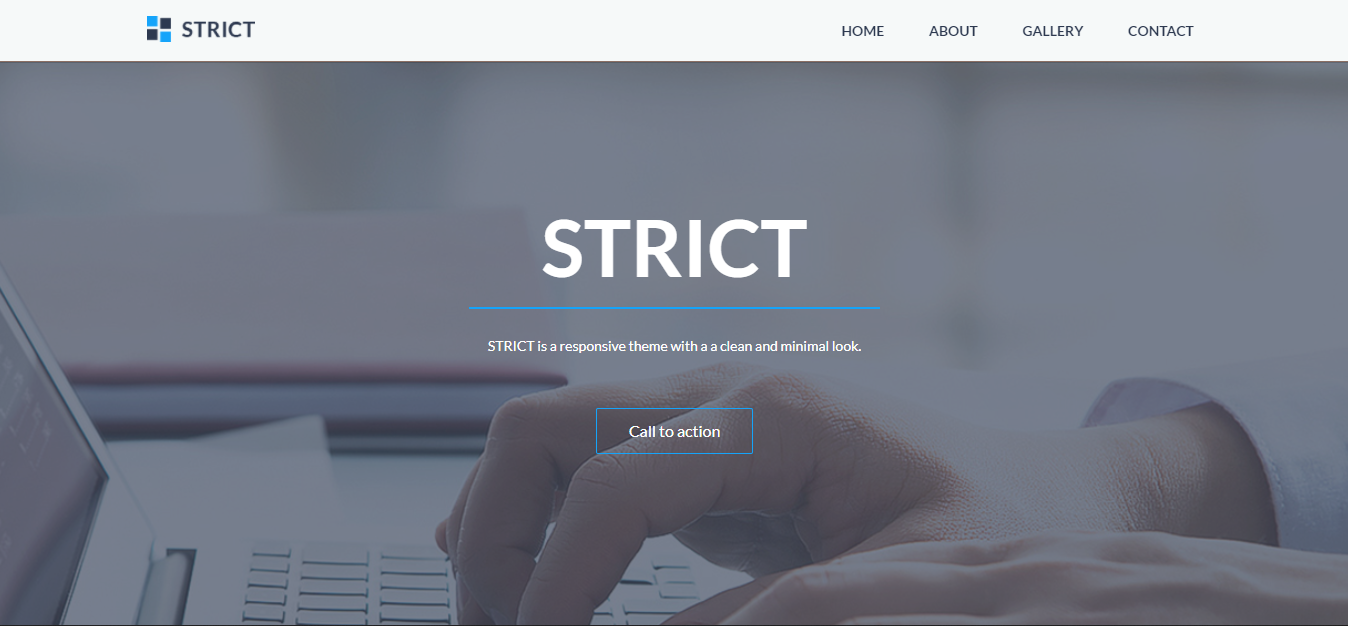 STRICT
HOME ABOUT GALLERY CONTACT
STRICT
STRICT is a responsive theme with a a clean and minimal look.
Call to action